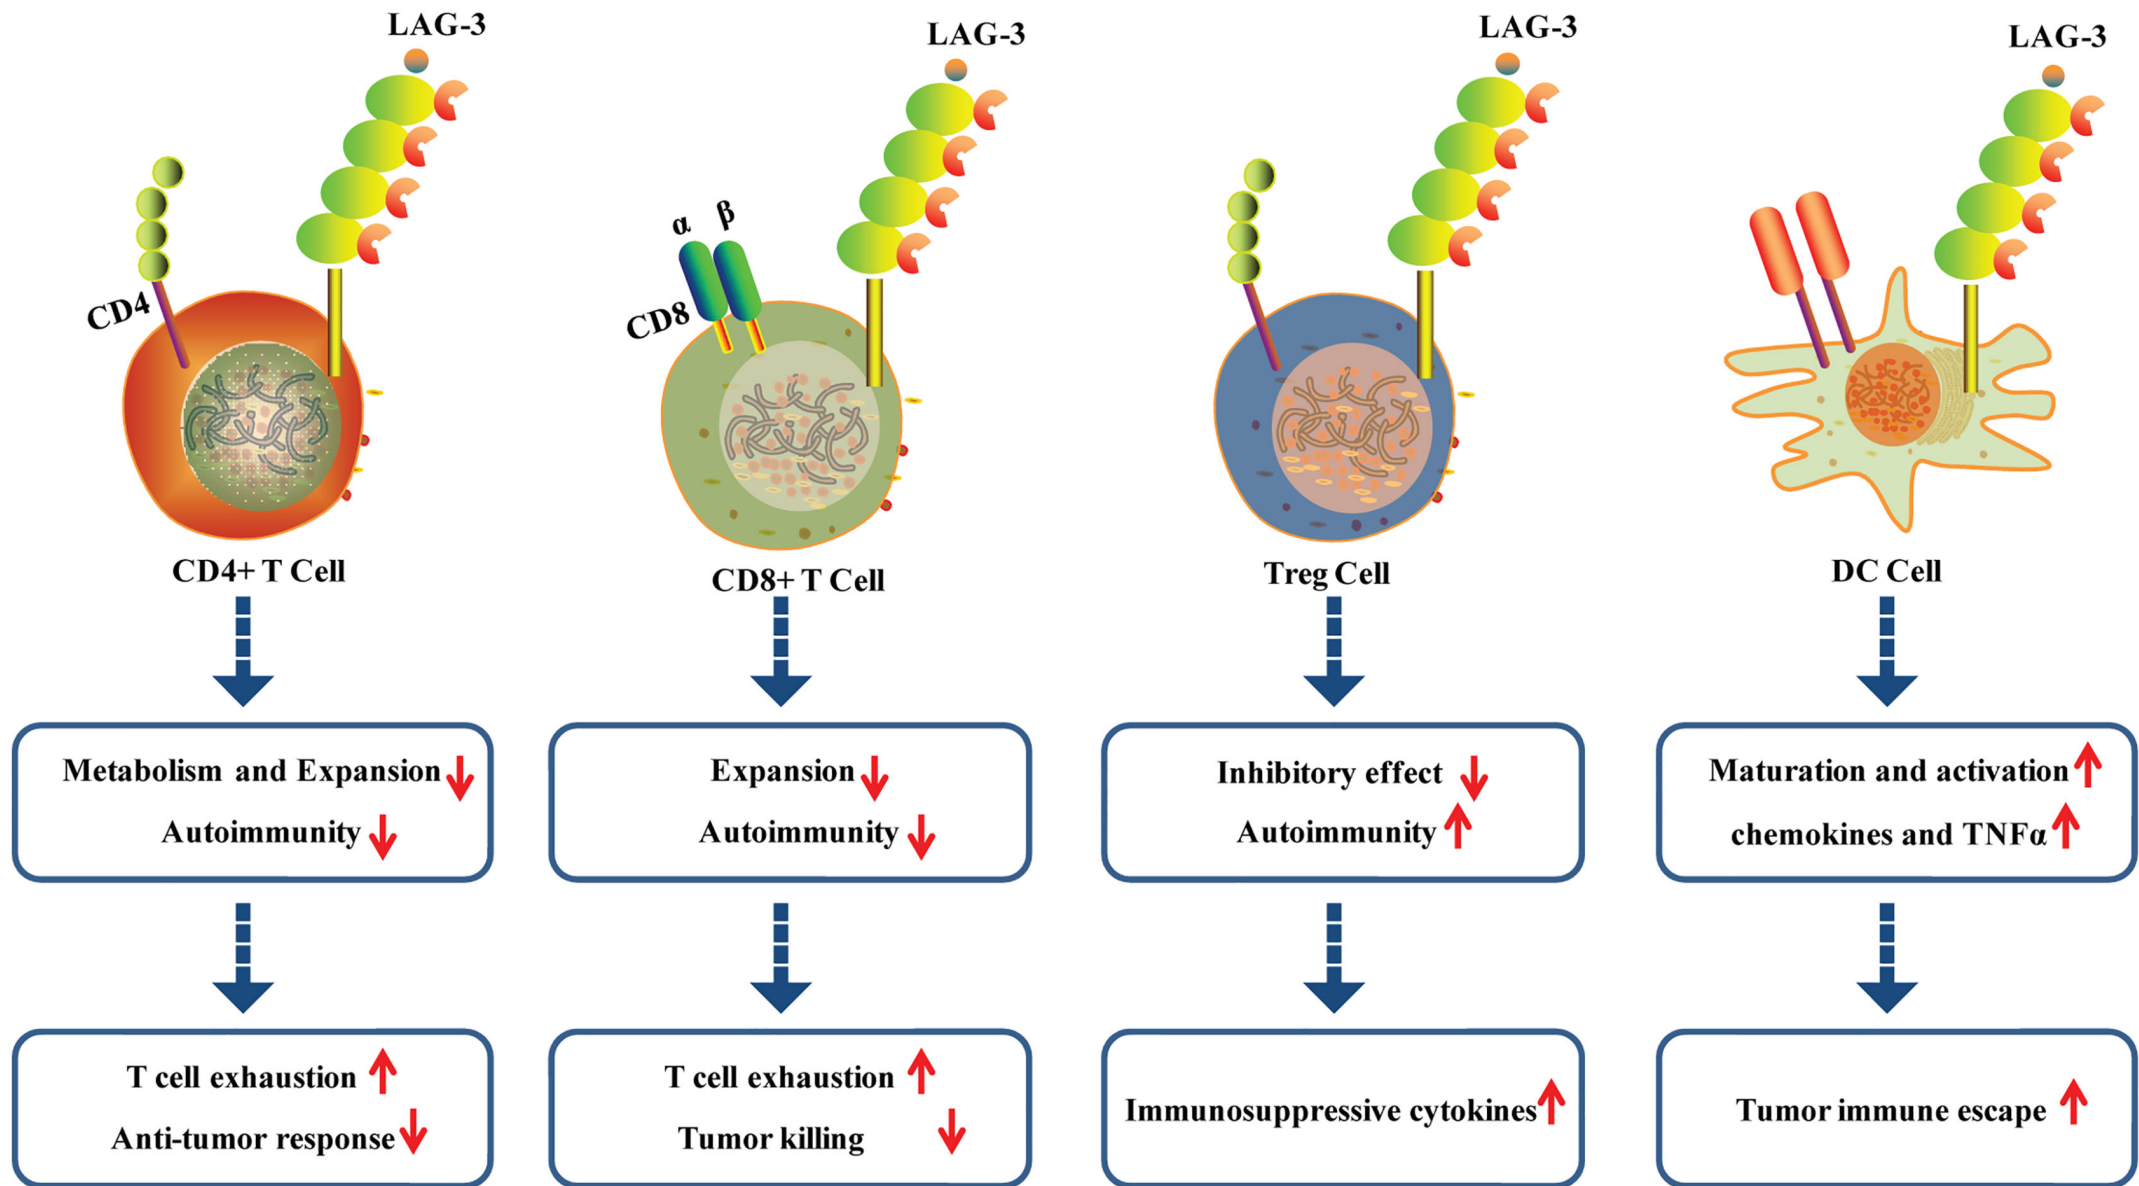 LAG-3
CD4
CD4+ T Cell
Metabolism and Expansion
Autoimmunity
T cell exhaustion
Anti-tumor response
LAG-3
α β
CD8
CD8+ T Cell
Expansion
Autoimmunity
T cell exhaustion
Tumor killing
LAG-3
Treg Cell
Inhibitory effect
Autoimmunity
Immunosuppressive cytokines
LAG-3
DC Cell
Maturation and activation
chemokines and TNFα
Tumor immune escape